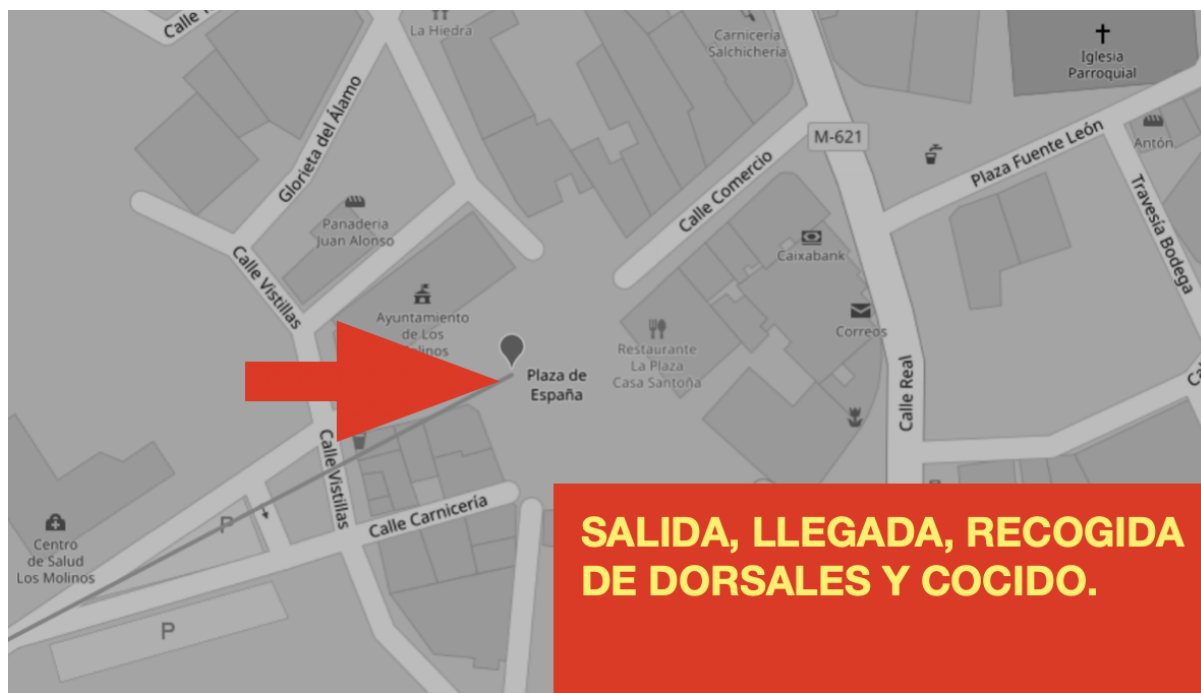 Calle
La Hiedra
Carnicería
Salchichería
Iglesia
Parroquial
Glorieta del Álamo
M-621
Plaza Fuente León
Antón
Calle Comercio
Travesía Bodega
Panadería
Juan Alonso
Caixabank
Calle Vistillas
Ayuntamiento
de Los
Correos
Restaurante
La Plaza
Casa Santoña
Plaza de
España
Calle Real
Calle Vistillas
Calle Carnicería
P
Centro
de Salud
Los Molinos
P
SALIDA, LLEGADA, RECOGIDA
DE DORSALES Y COCIDO.